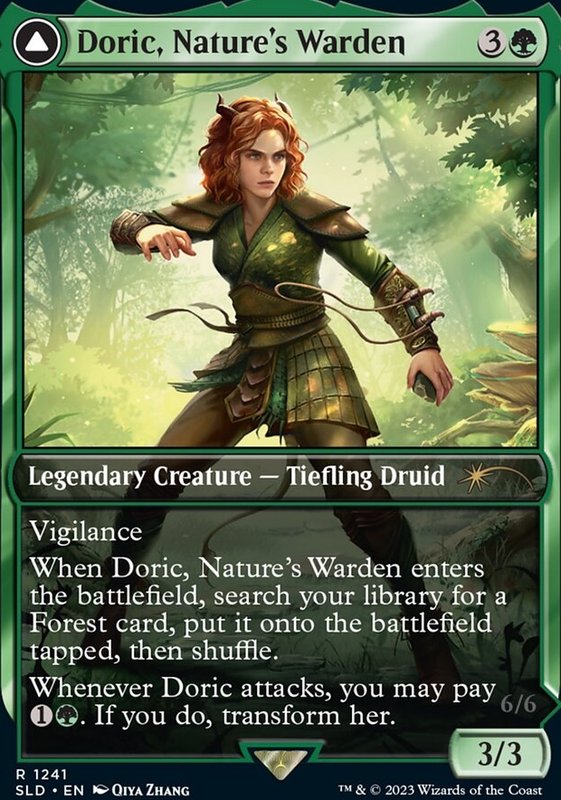 Doric, Nature's Warden 3
Legendary Creature — Tiefling Druid
Vigilance
When Doric, Nature's Warden enters
the battlefield, search your library for a
Forest card, put it onto the battlefield
tapped, then shuffle.
Whenever Doric attacks, you may pay
1. If you do, transform her.
6/6
3/3
R 1241
SLD • EN Qiya Zhang
™ & © 2023 Wizards of the Coast